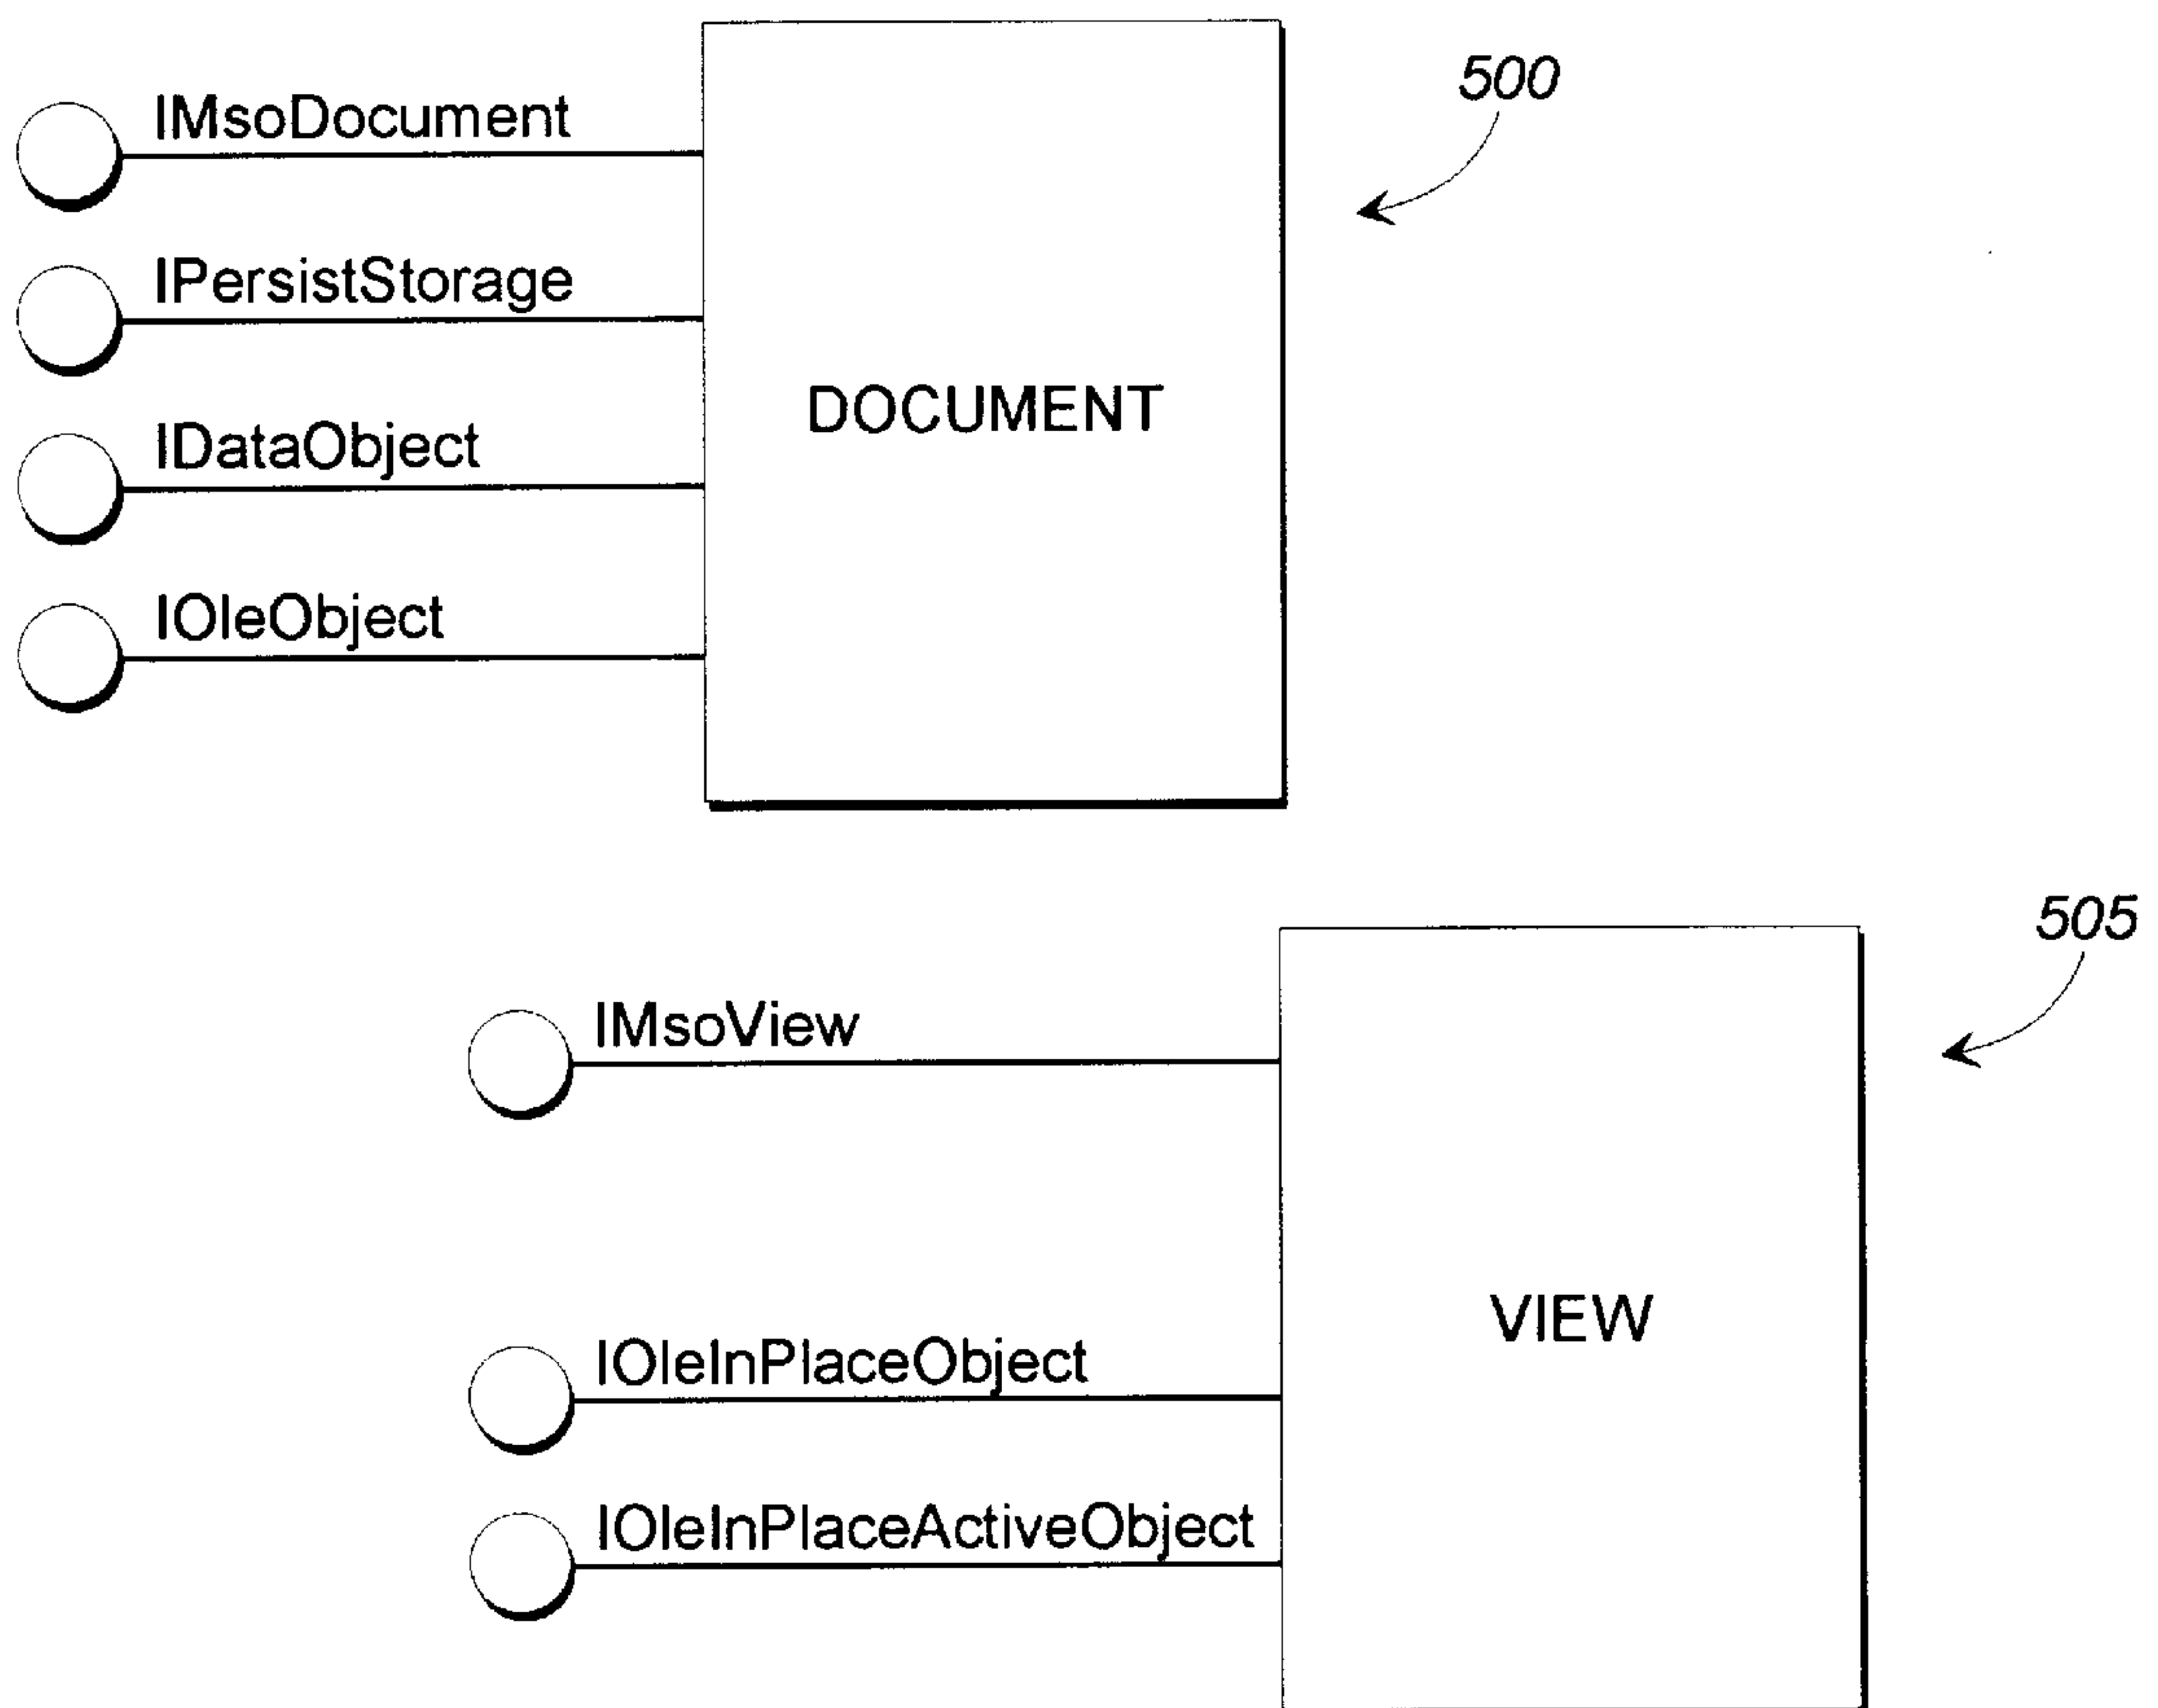 500
IMsoDocument
IPersistStorage
DOCUMENT
IDataObject
IOleObject
505
IMsoView
VIEW
IOleInPlaceObject
IOleInPlaceActiveObject